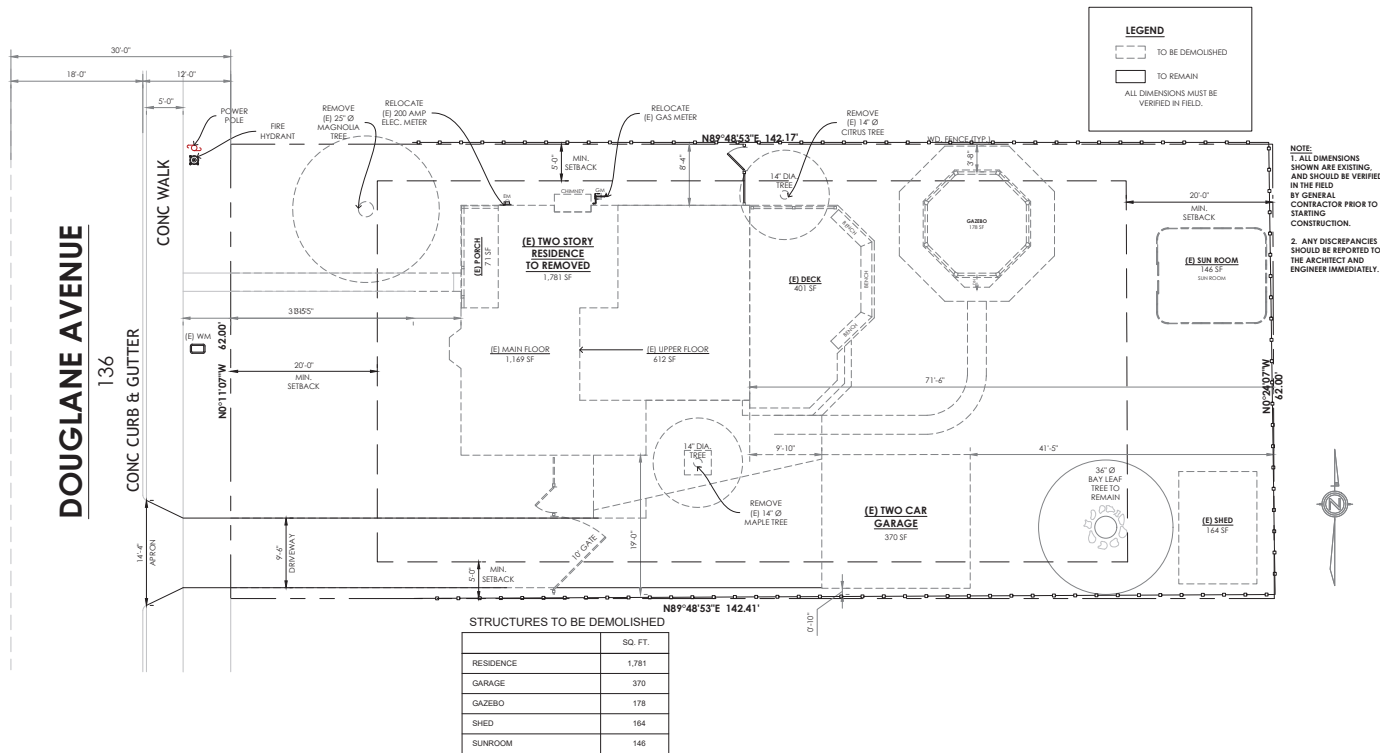 LEGEND
TO BE DEMOLISHED
TO REMAIN
ALL DIMENSIONS MUST BE
VERIFIED IN FIELD.
30'-0"
18'-0"
12'-0"
5'-0"
POWER
POLE
FIRE
HYDRANT
REMOVE
(E) 25" Ø
MAGNOLIA
TREE
RELOCATE
(E) 200 AMP
ELEC. METER
RELOCATE
(E) GAS METER
REMOVE
(E) 14" Ø
CITRUS TREE
N89°48'53"E 142.17'
WD. FENCE (TYP.)
NOTE:
1. ALL DIMENSIONS
SHOWN ARE EXISTING,
AND SHOULD BE VERIFIED
IN THE FIELD
BY GENERAL
CONTRACTOR PRIOR TO
STARTING
CONSTRUCTION.
2. ANY DISCREPANCIES
SHOULD BE REPORTED TO
THE ARCHITECT AND
ENGINEER IMMEDIATELY.
5'-0"
MIN.
SETBACK
8'-4"
3'-8"
14" DIA.
TREE
20'-0"
MIN.
SETBACK
EM
CHIMNEY
GM
CONC WALK
DOUGLANE AVENUE
136
CONC CURB & GUTTER
(E) PORCH
71 SF
(E) TWO STORY
RESIDENCE
TO REMOVED
1,781 SF
BENCH
BENCH
BENCH
(E) DECK
401 SF
GAZEBO
178 SF
(E) SUN ROOM
146 SF
SUN ROOM
(E) WM
N0°11'07"W 62.00'
20'-0"
MIN.
SETBACK
(E) MAIN FLOOR
1,169 SF
(E) UPPER FLOOR
612 SF
71'-6"
N0°24'07"W
62.00'
14" DIA.
TREE
9'-10"
41'-5"
REMOVE
(E) 14" Ø
MAPLE TREE
(E) TWO CAR
GARAGE
370 SF
36" Ø
BAY LEAF
TREE TO
REMAIN
(E) SHED
164 SF
N
14'-4"
APRON
9'-6"
DRIVEWAY
5'-0"
MIN.
SETBACK
10' GATE
19'-0"
N89°48'53"E 142.41'
0'-10"
STRUCTURES TO BE DEMOLISHED
SQ. FT.
RESIDENCE 1,781
GARAGE 370
GAZEBO 178
SHED 164
SUNROOM 146